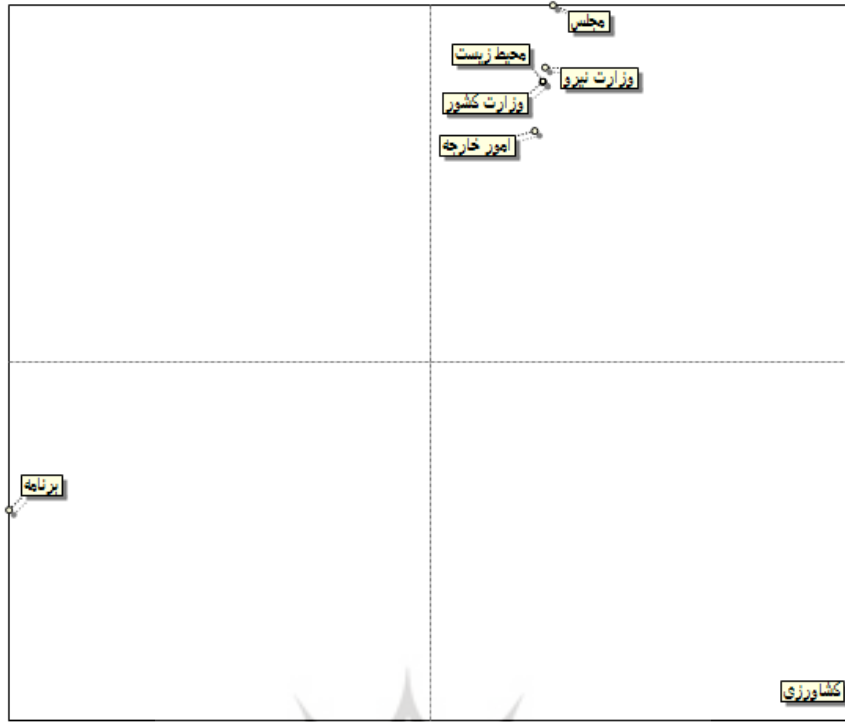 مجلس
محیط زیست
وزارت نیرو
وزارت کشور
امور خارجه
برنامه
کشاورزی